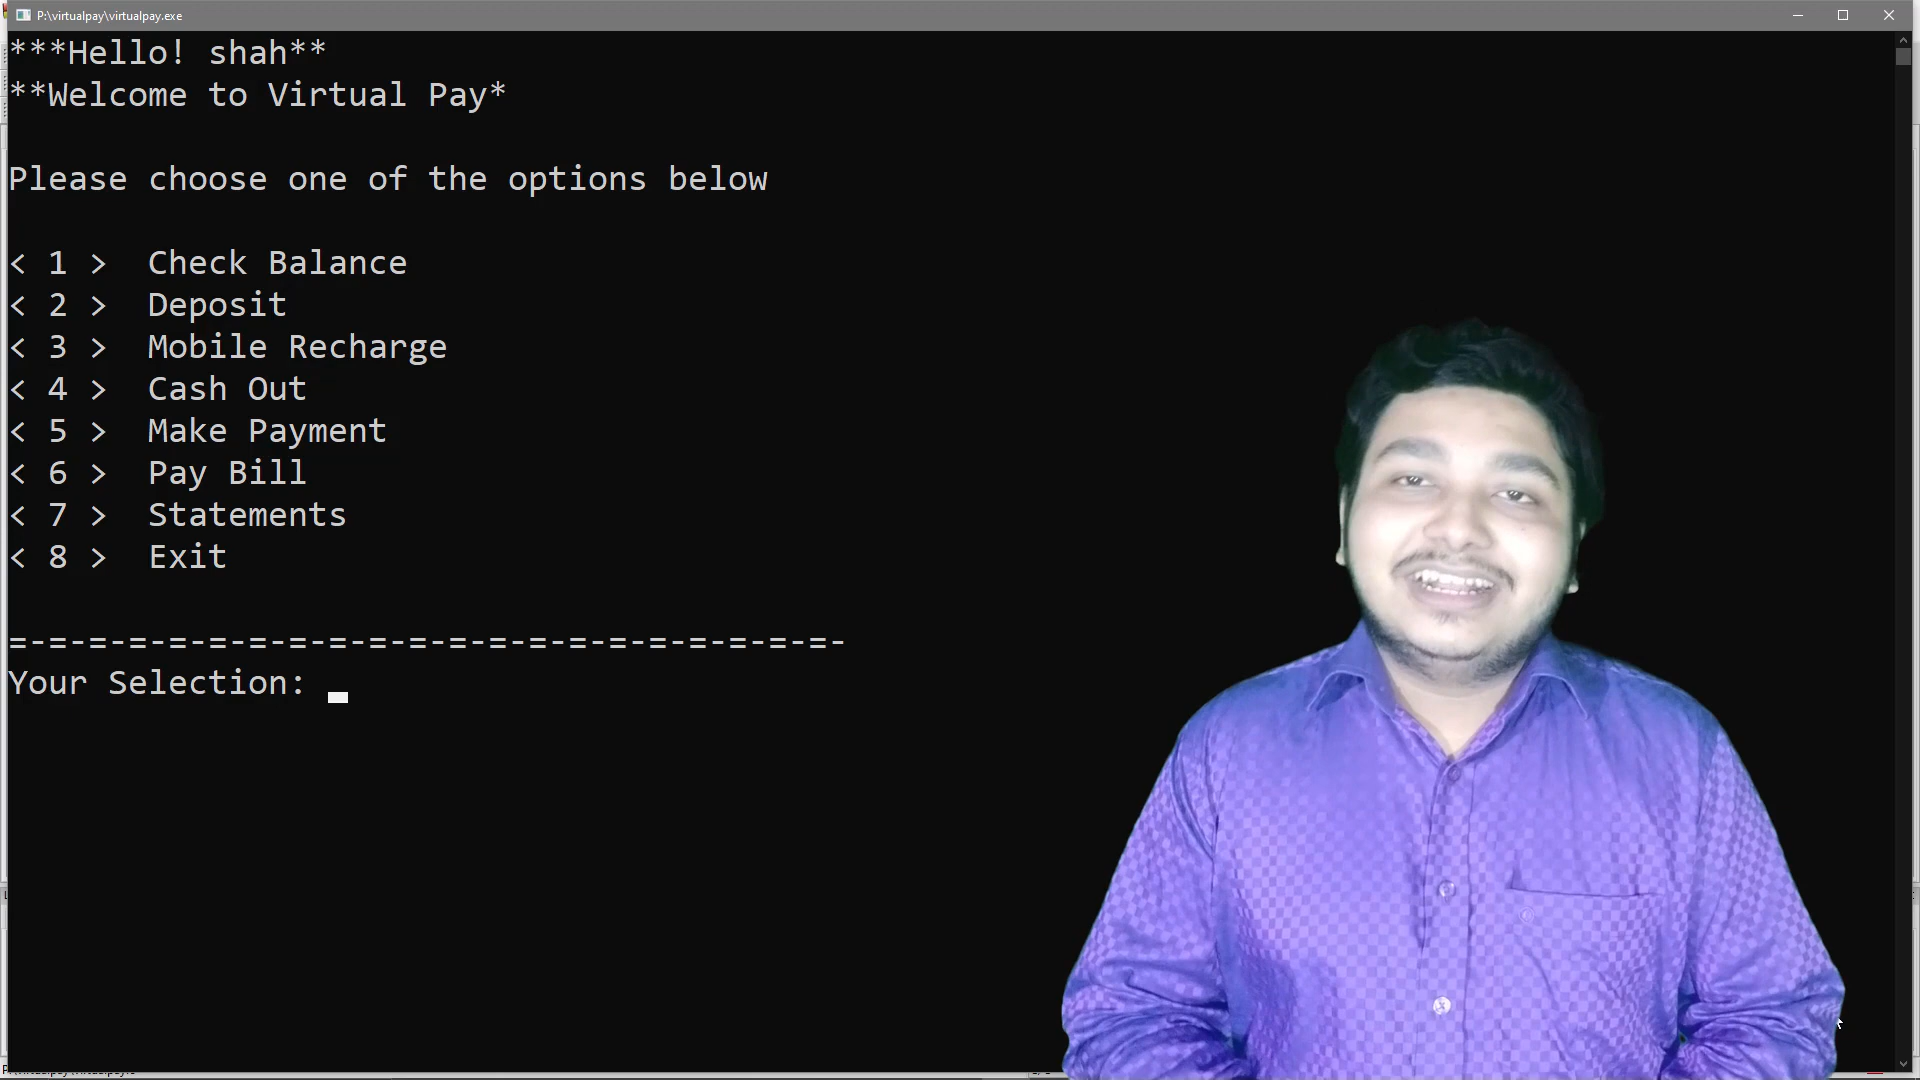 P:\virtualpay\virtualpay.exe
***Hello! shah**
**Welcome to Virtual Pay*
Please choose one of the options below
< 1 >  Check Balance
< 2 >  Deposit
< 3 >  Mobile Recharge
< 4 >  Cash Out
< 5 >  Make Payment
< 6 >  Pay Bill
< 7 >  Statements
< 8 >  Exit
=-=-=-=-=-=-=-=-=-=-=-=-=-=-=-=-=-=-=-=-=-
Your Selection: